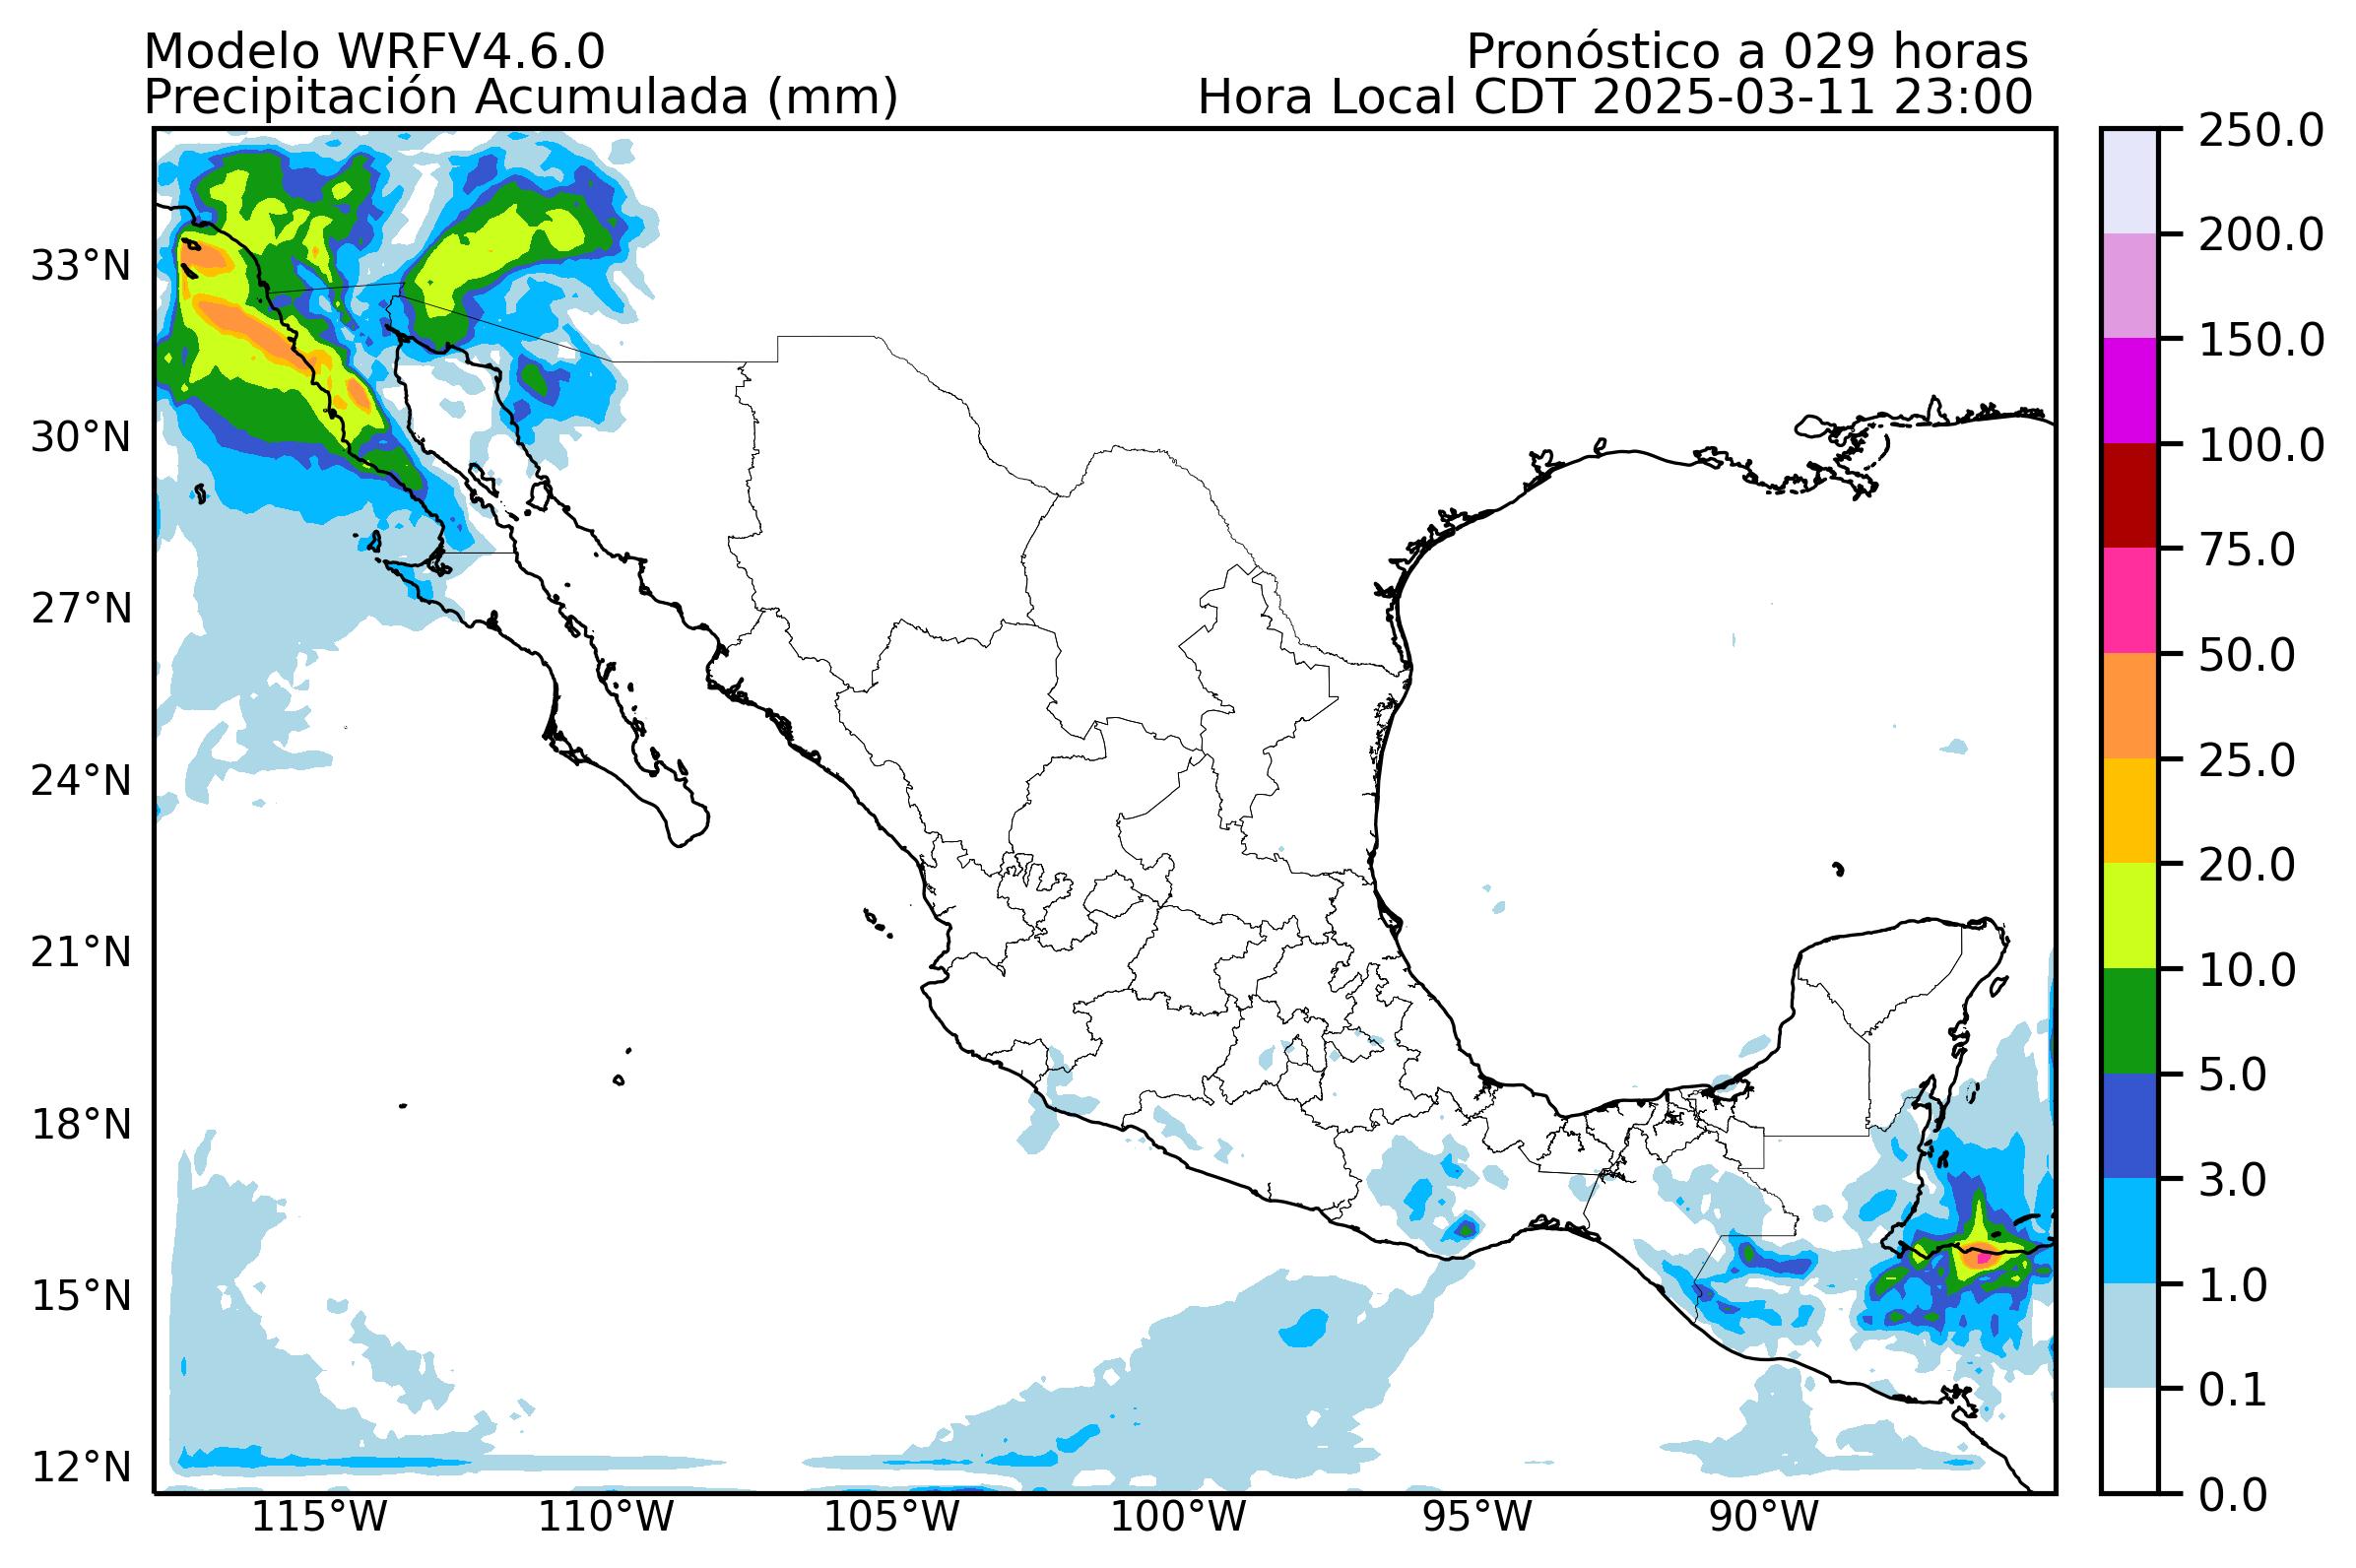 Modelo WRFV4.6.0
Pronóstico a 029 horas
Precipitación Acumulada (mm)
Hora Local CDT 2025-03-11 23:00
250.0
200.0
150.0
100.0
75.0
50.0
25.0
20.0
10.0
5.0
3.0
1.0
0.1
0.0
33°N
30°N
27°N
24°N
21°N
18°N
15°N
12°N
115°W
110°W
105°W
100°W
95°W
90°W